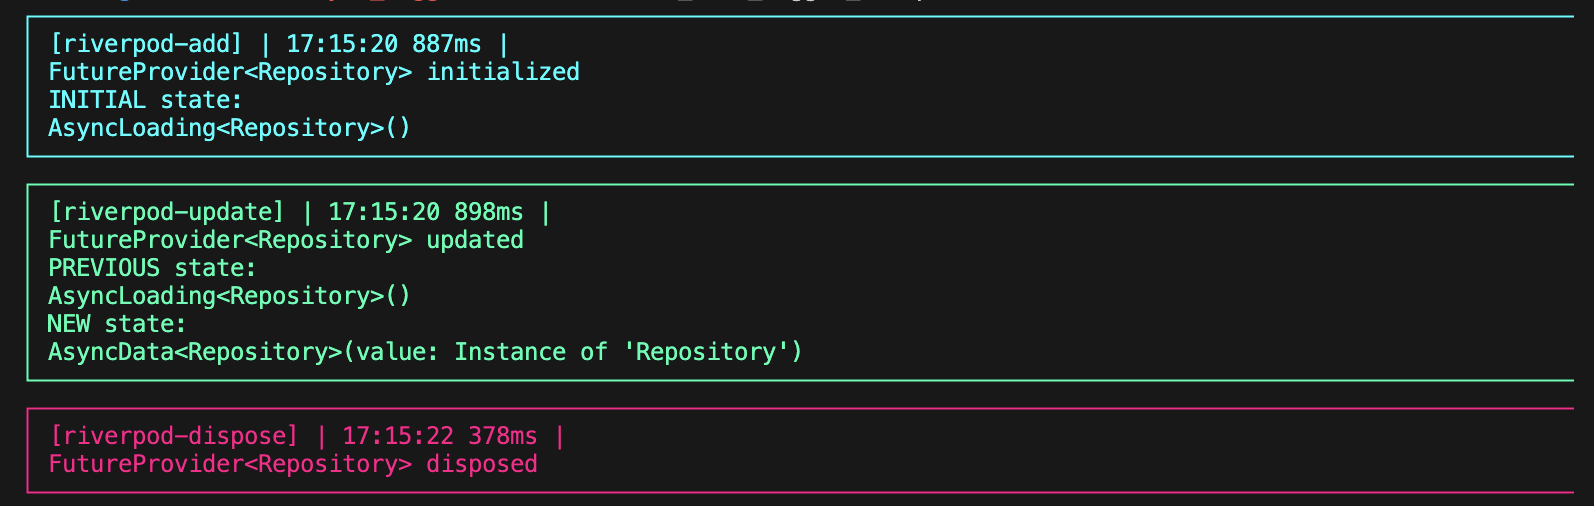 [riverpod-add] | 17:15:20 887ms |
FutureProvider<Repository> initialized
INITIAL state:
AsyncLoading<Repository>()
[riverpod-update] | 17:15:20 898ms |
FutureProvider<Repository> updated
PREVIOUS state:
AsyncLoading<Repository>()
NEW state:
AsyncData<Repository>(value: Instance of 'Repository')
[riverpod-dispose] | 17:15:22 378ms |
FutureProvider<Repository> disposed